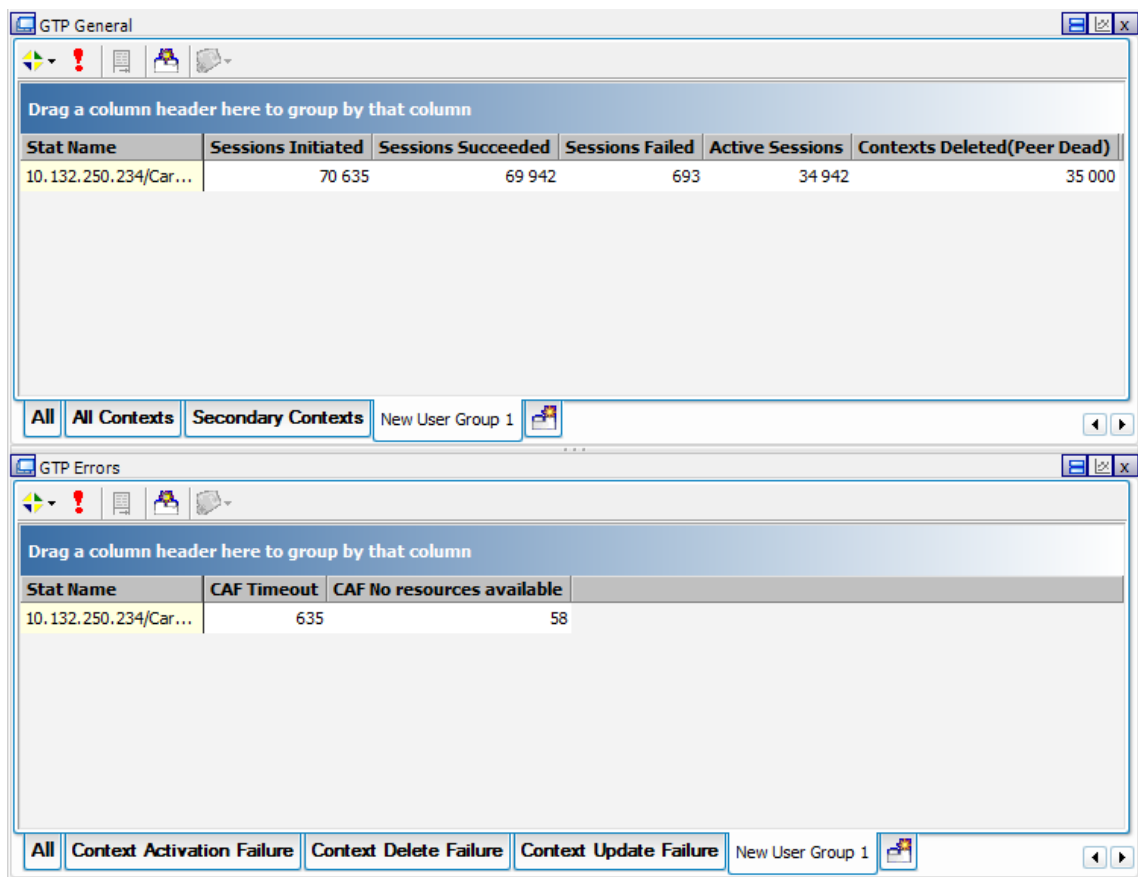 GTP General
Drag a column header here to group by that column
Stat Name Sessions Initiated Sessions Succeeded Sessions Failed Active Sessions Contexts Deleted(Peer Dead)
10.132.250.234/Car... 70 635 69 942 693 34 942 35 000
All All Contexts Secondary Contexts New User Group 1
GTP Errors
Drag a column header here to group by that column
Stat Name CAF Timeout CAF No resources available
10.132.250.234/Car... 635 58
All Context Activation Failure Context Delete Failure Context Update Failure New User Group 1